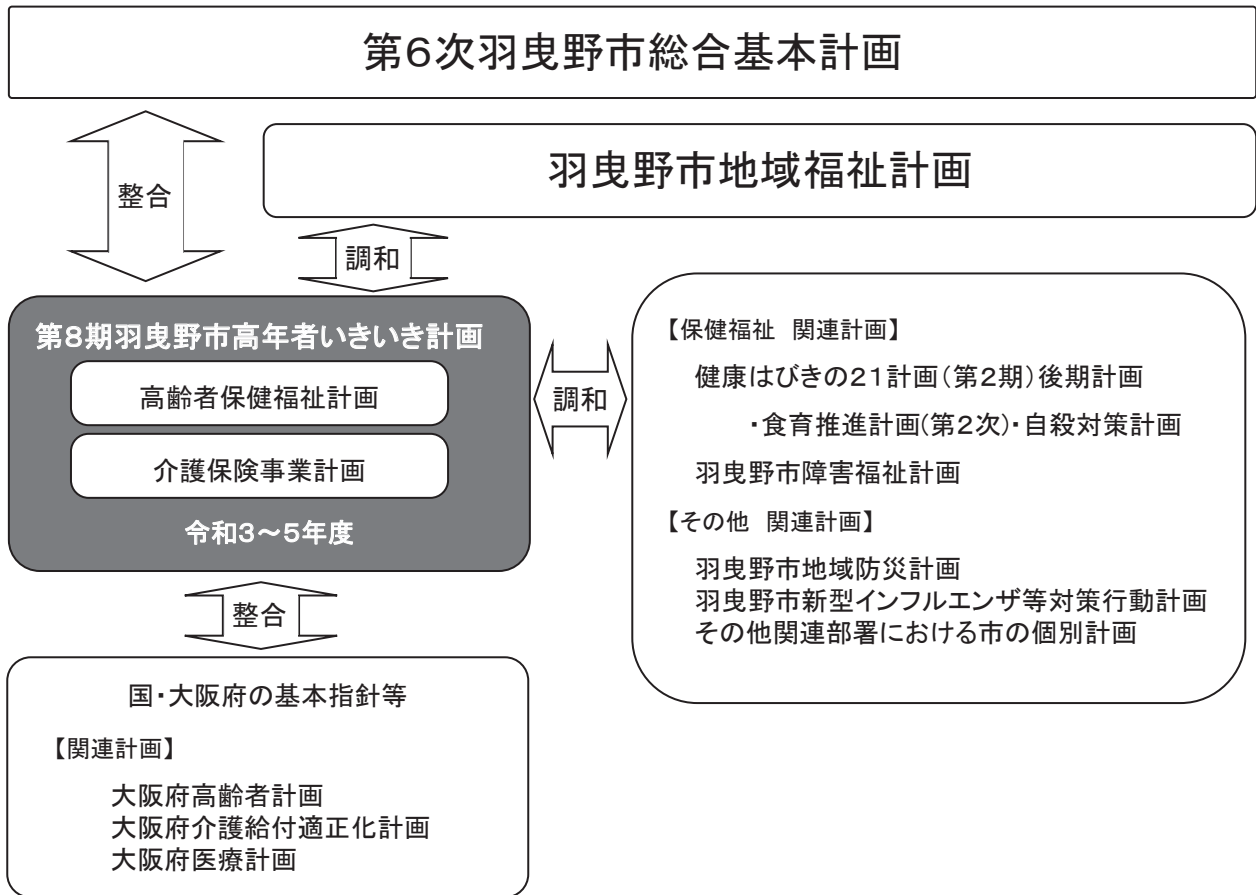 第6次羽曳野市総合基本計画
羽曳野市地域福祉計画
整合
調和
第8期羽曳野市高年者いきいき計画
高齢者保健福祉計画
介護保険事業計画
令和3～5年度
調和
【保健福祉 関連計画】
健康はびきの21計画(第2期)後期計画
・食育推進計画(第2次)・自殺対策計画
羽曳野市障害福祉計画
【その他 関連計画】
羽曳野市地域防災計画
羽曳野市新型インフルエンザ等対策行動計画
その他関連部署における市の個別計画
整合
国・大阪府の基本指針等
【関連計画】
大阪府高齢者計画
大阪府介護給付適正化計画
大阪府医療計画